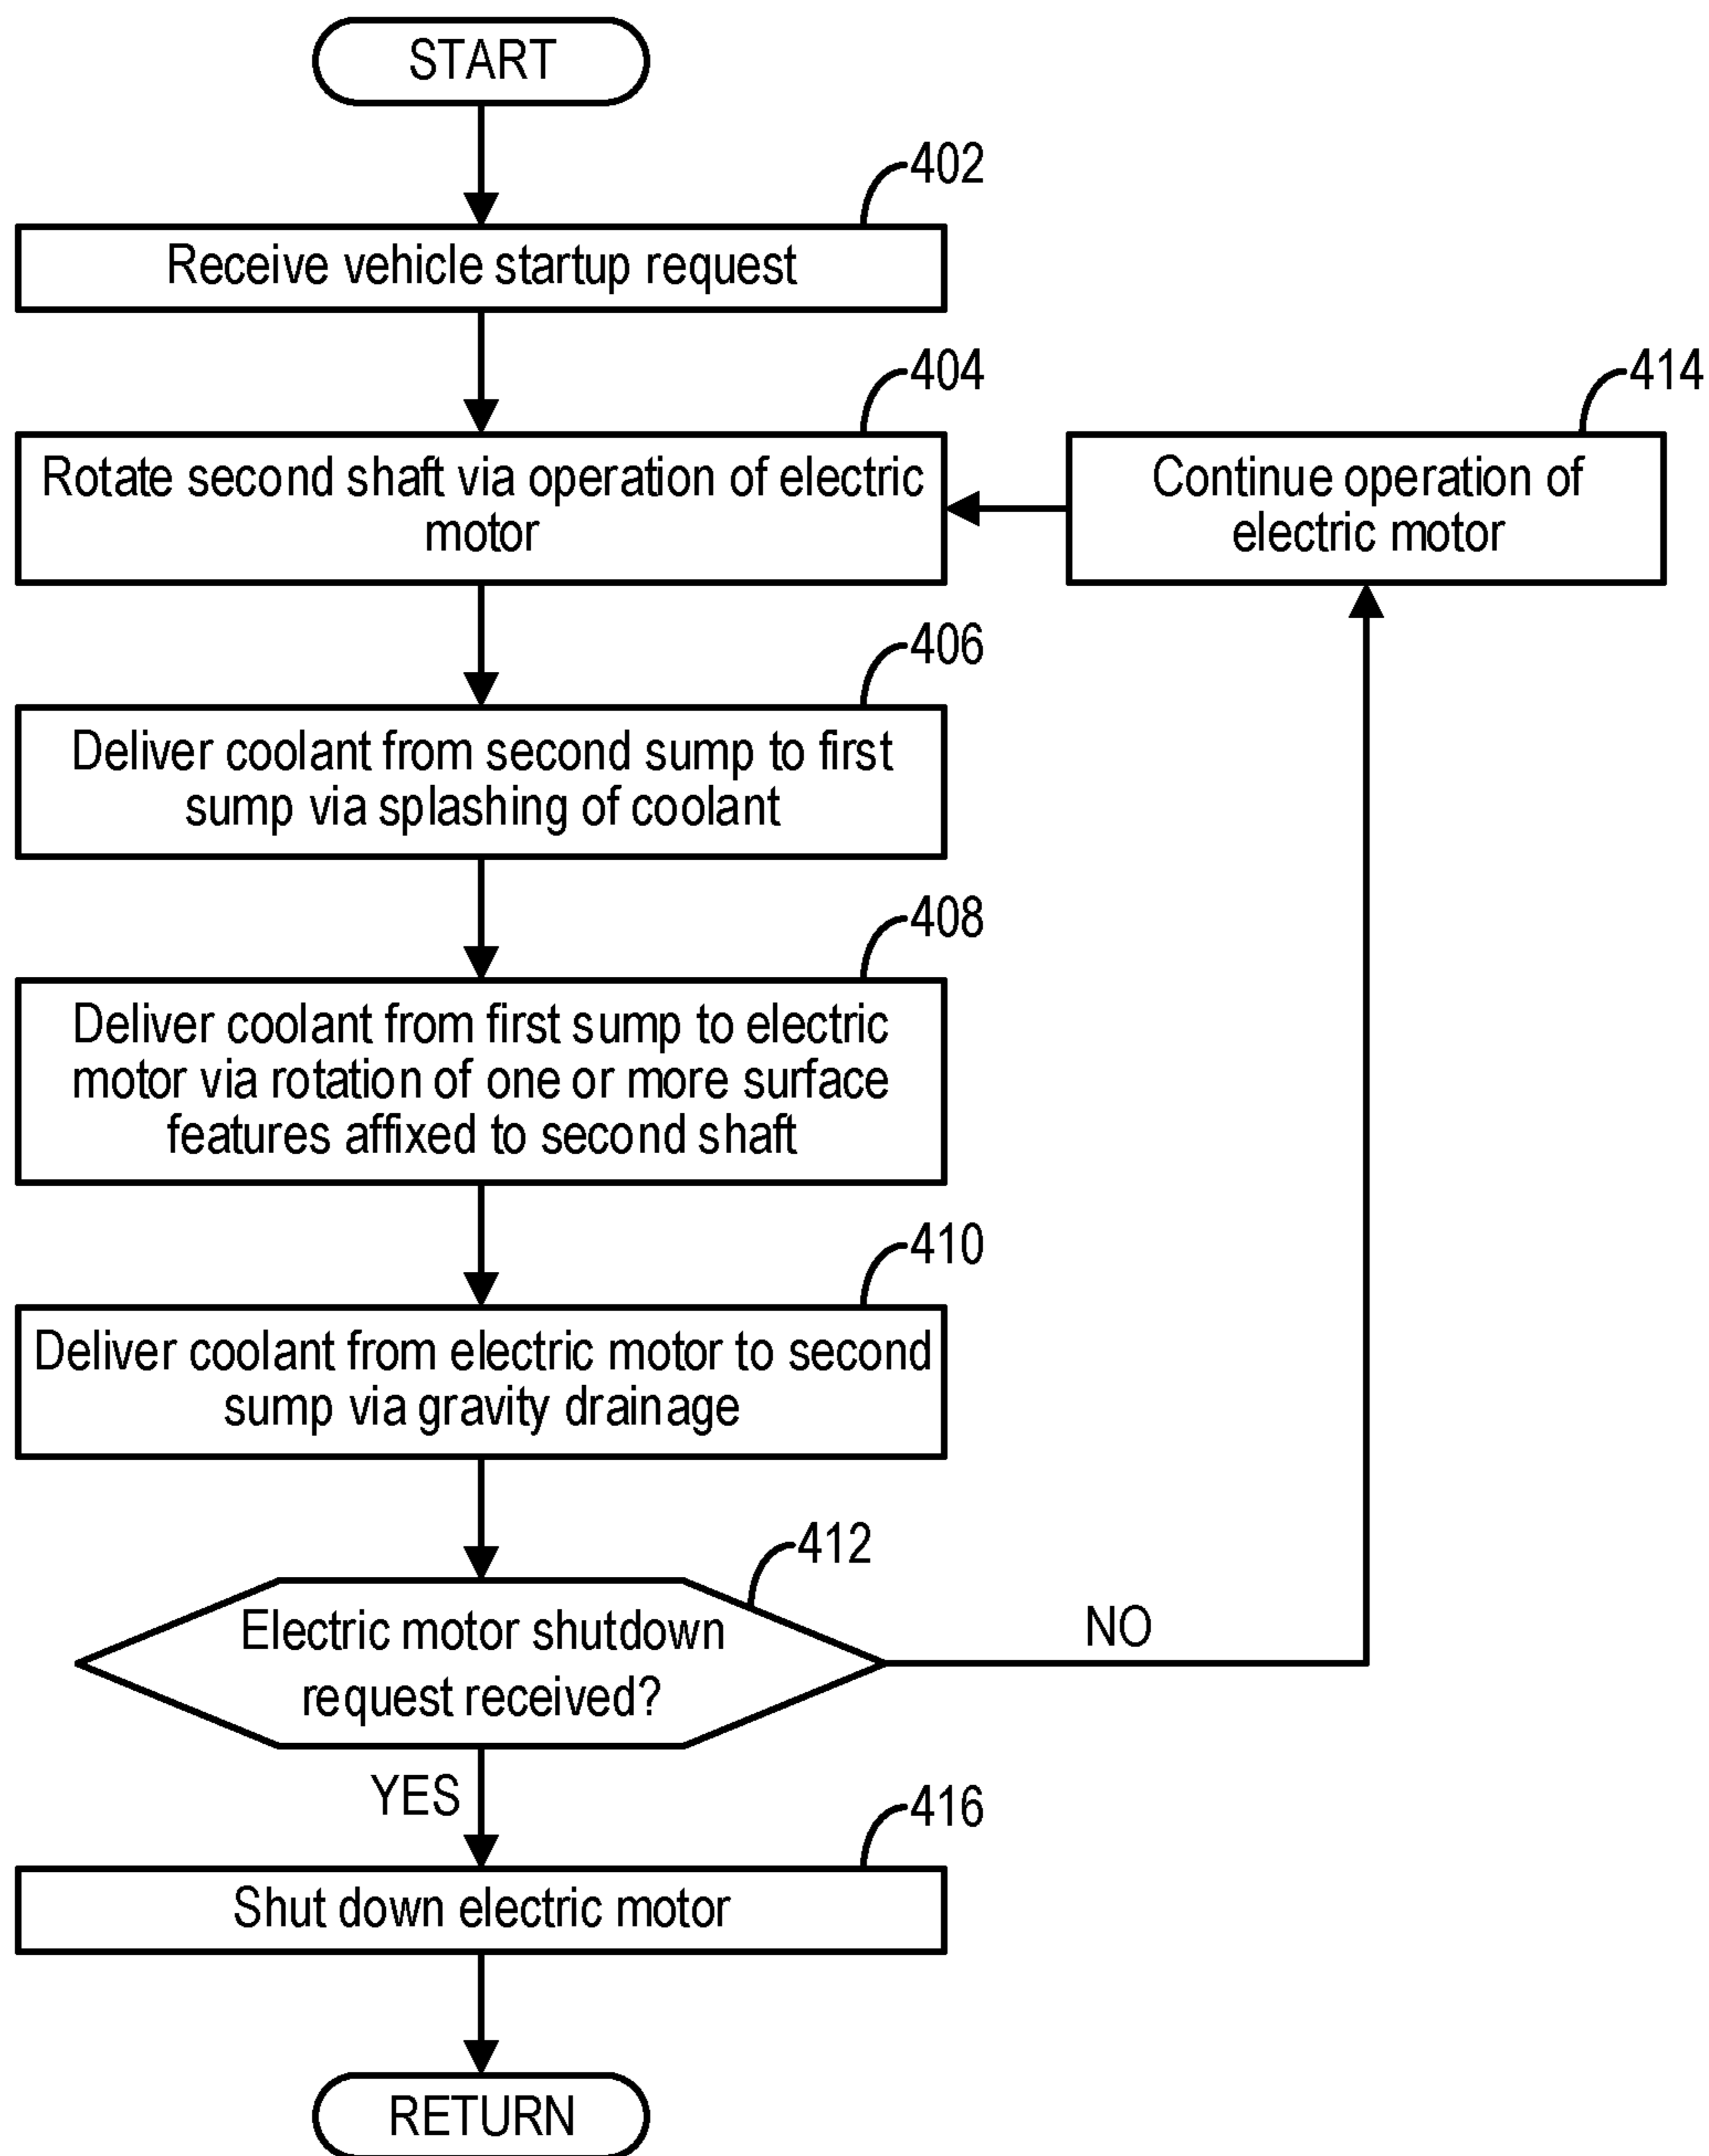 START
402
Receive vehicle startup request
404
Rotate second shaft via operation of electric
motor
414
Continue operation of
electric motor
406
Deliver coolant from second sump to first
sump via splashing of coolant
408
Deliver coolant from first sump to electric
motor via rotation of one or more surface
features affixed to second shaft
410
Deliver coolant from electric motor to second
sump via gravity drainage
412
Electric motor shutdown
request received?
NO
YES
416
Shut down electric motor
RETURN